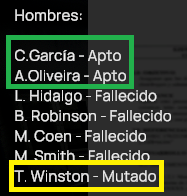 Hombres:
C.García - Apto
A.Oliveira - Apto
L. Hidalgo - Fallecido
B. Robinson - Fallecido
M. Coen - Fallecido
M. Smith - Fallecido
T. Winston - Mutado